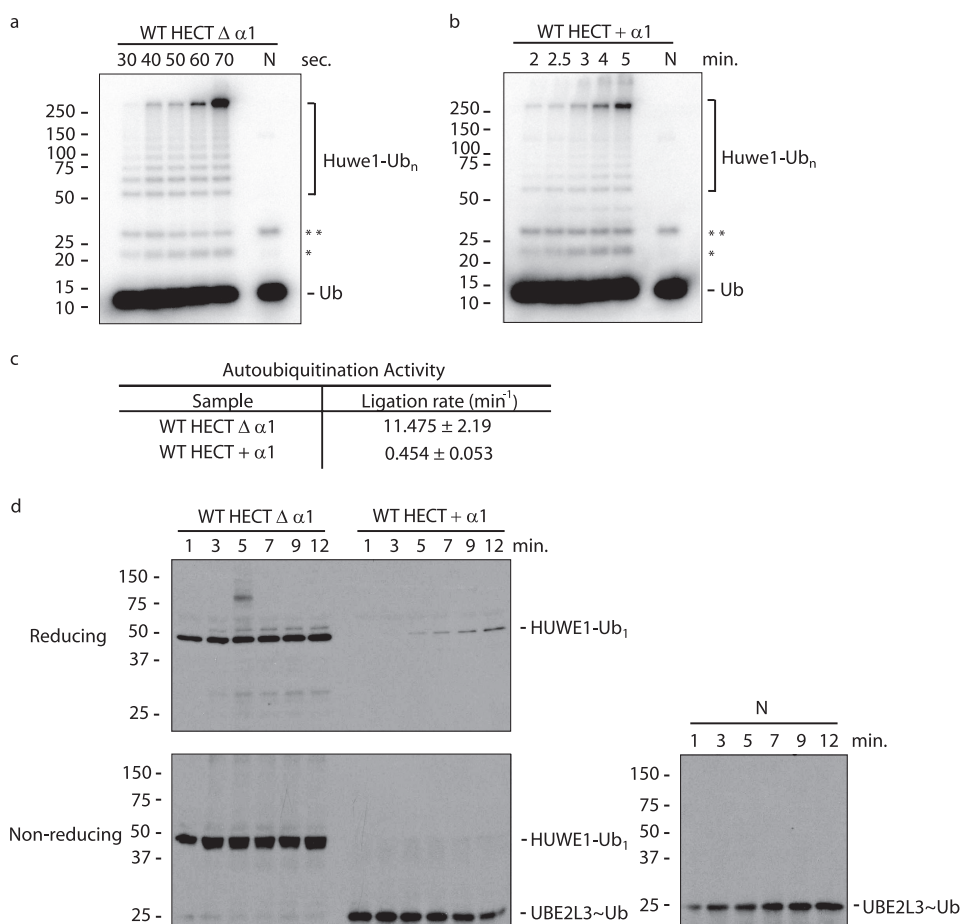 a
WT HECT Δ α1
30 40 50 60 70 N sec.
250 -
150 -
100 -
75 -
50 -
25 -
20 -
15 -
10 -
Huwe1-Ubn
* *
*
- Ub
b
WT HECT + α1
2 2.5 3 4 5 N min.
250 -
150 -
100 -
75 -
50 -
25 -
20 -
15 -
10 -
Huwe1-Ubn
* *
*
- Ub
c
Autoubiquitination Activity
Sample Ligation rate (min-1)
WT HECT Δ α1 11.475 ± 2.19
WT HECT + α1 0.454 ± 0.053
d
WT HECT Δ α1 WT HECT + α1
1 3 5 7 9 12 1 3 5 7 9 12 min.
Reducing
150 -
75 -
50 -
37 -
25 -
- HUWE1-Ub1
Non-reducing
150 -
75 -
50 -
37 -
25 -
- HUWE1-Ub1
- UBE2L3~Ub
N
1 3 5 7 9 12 min.
150 -
75 -
50 -
37 -
25 -
- UBE2L3~Ub